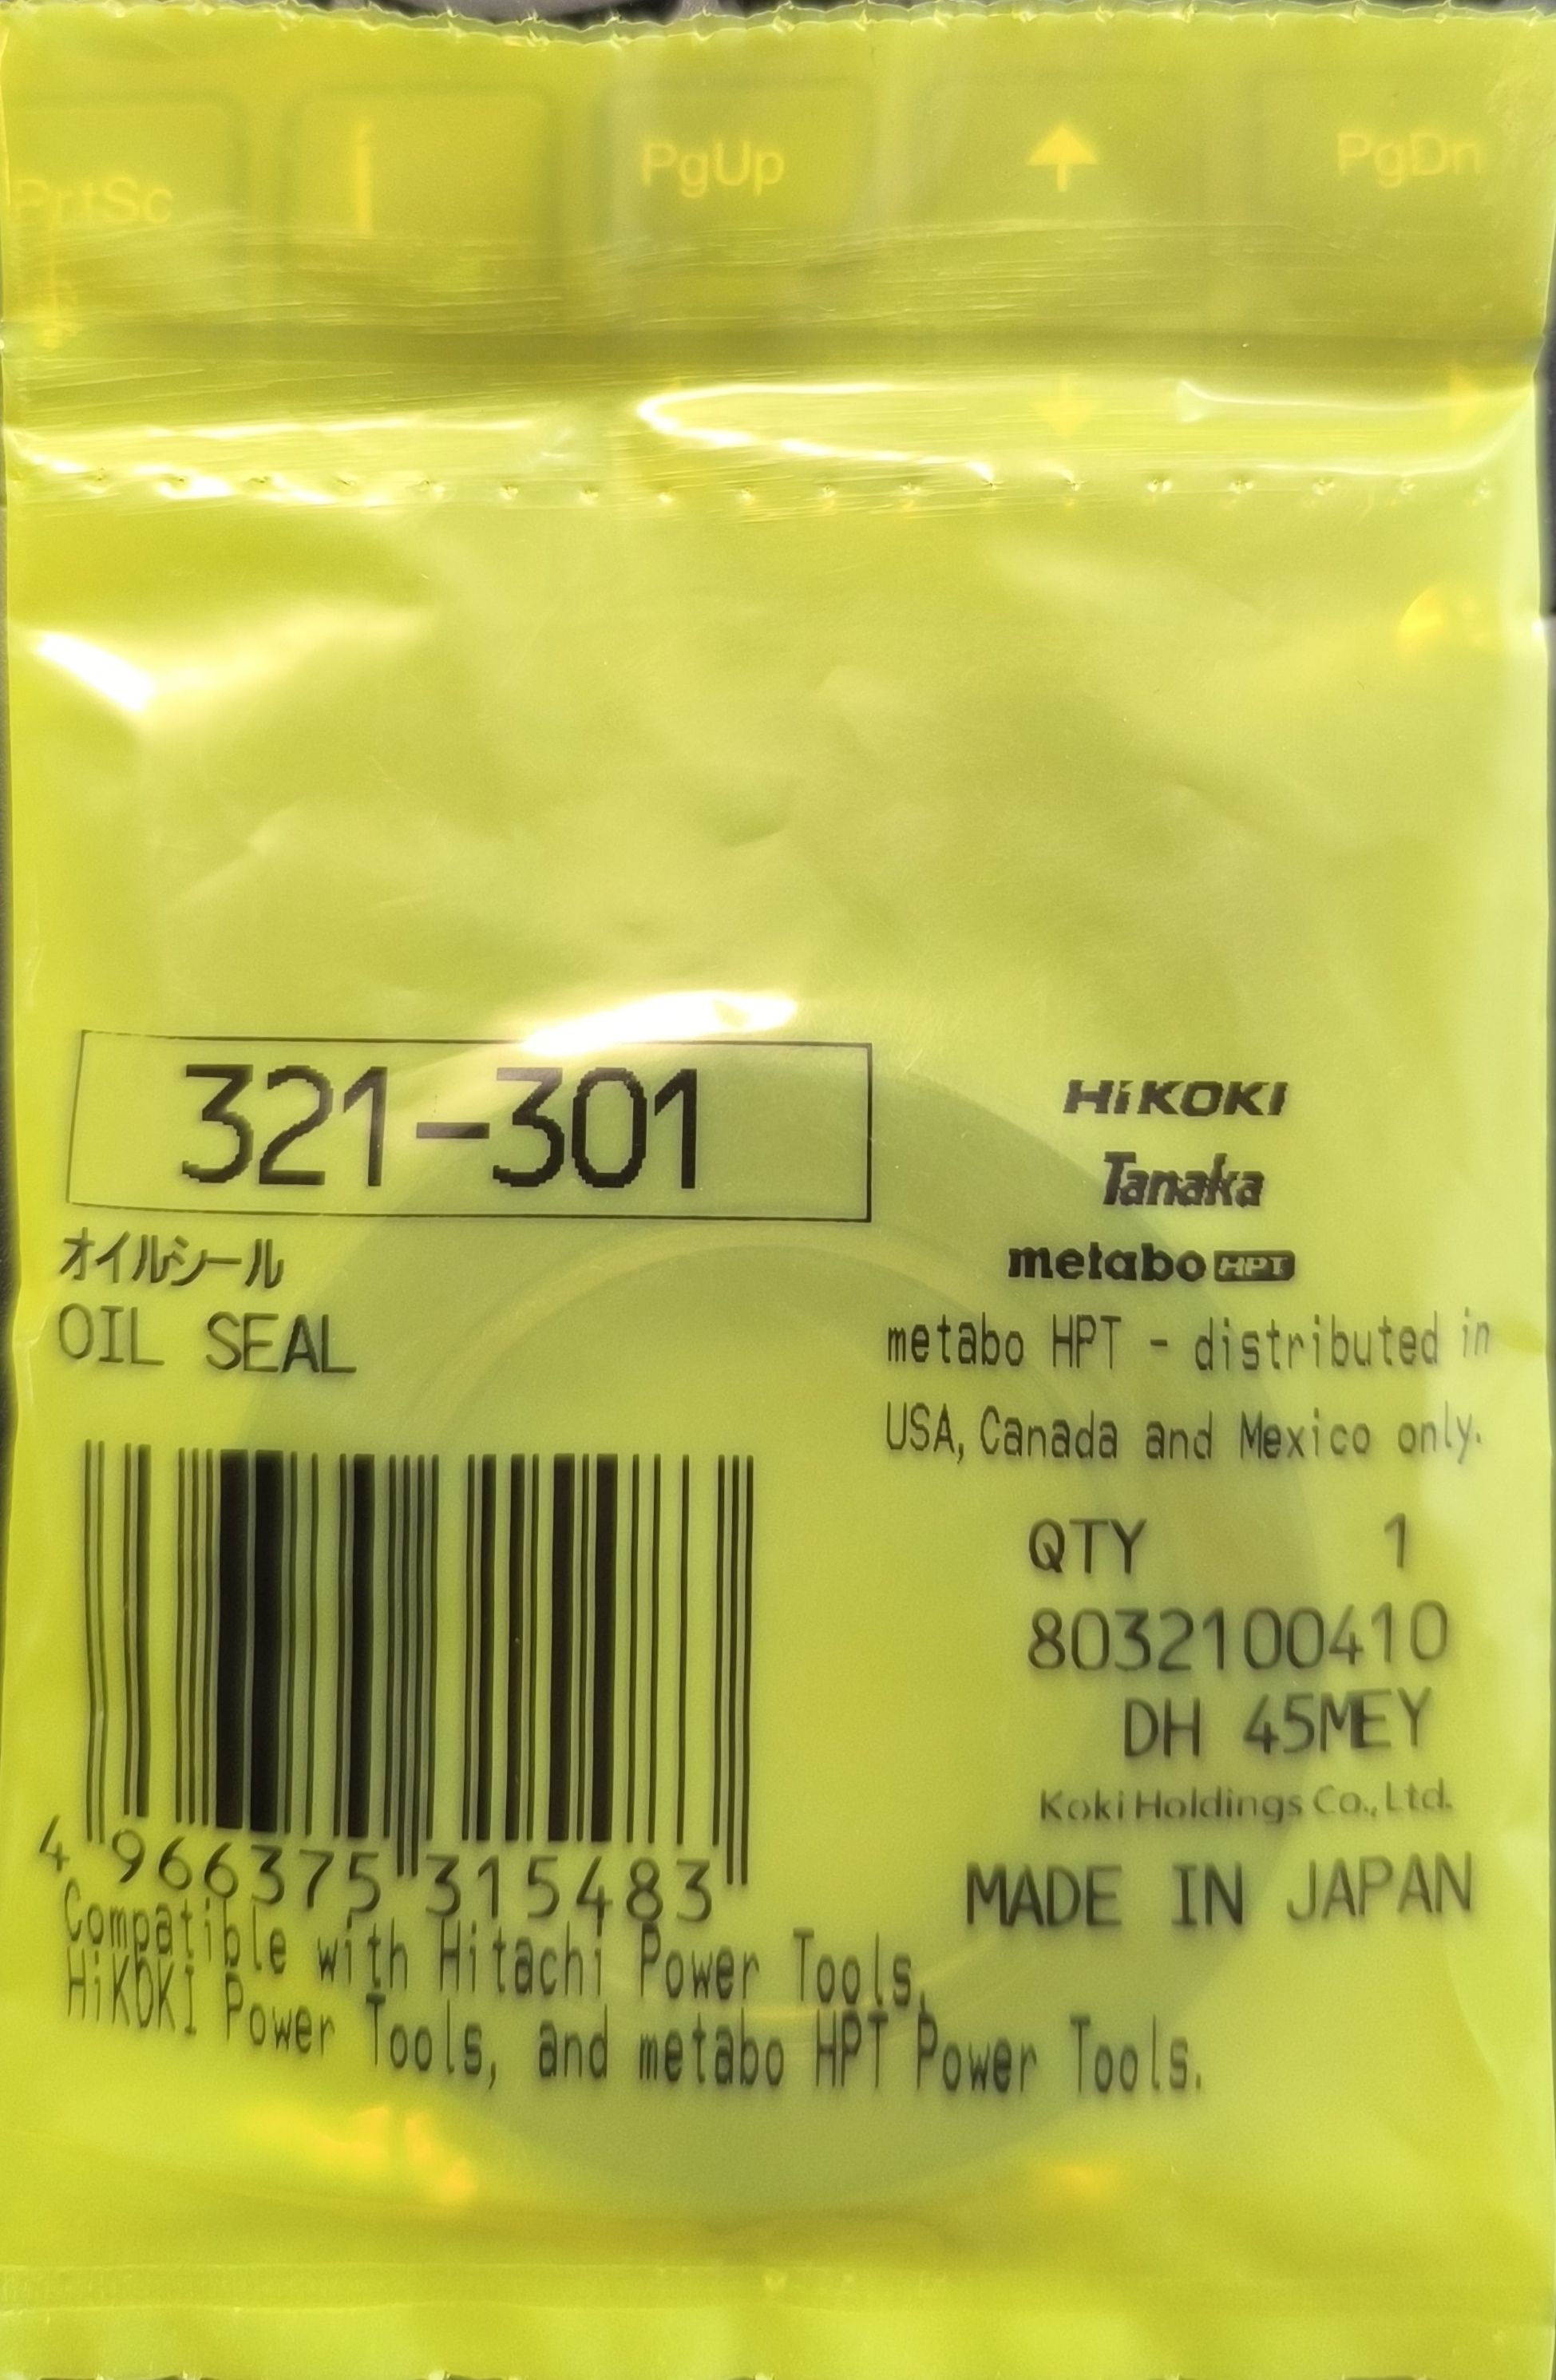 PrtSc
PgUp
PgDn
321-301
オイルシール
OIL SEAL
HiKOKI
Tanaka
metabo HPT
metabo HPT - distributed in
USA, Canada and Mexico only.
QTY 1
8032100410
DH 45MEY
Koki Holdings Co., Ltd.
MADE IN JAPAN
4 966375 315483
Compatible with Hitachi Power Tools,
HiKOKI Power Tools, and metabo HPT Power Tools.